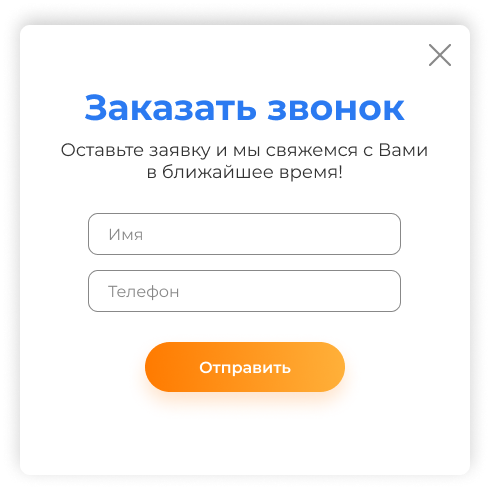 Заказать звонок
Оставьте заявку и мы свяжемся с Вами
в ближайшее время!
Имя
Телефон
Отправить